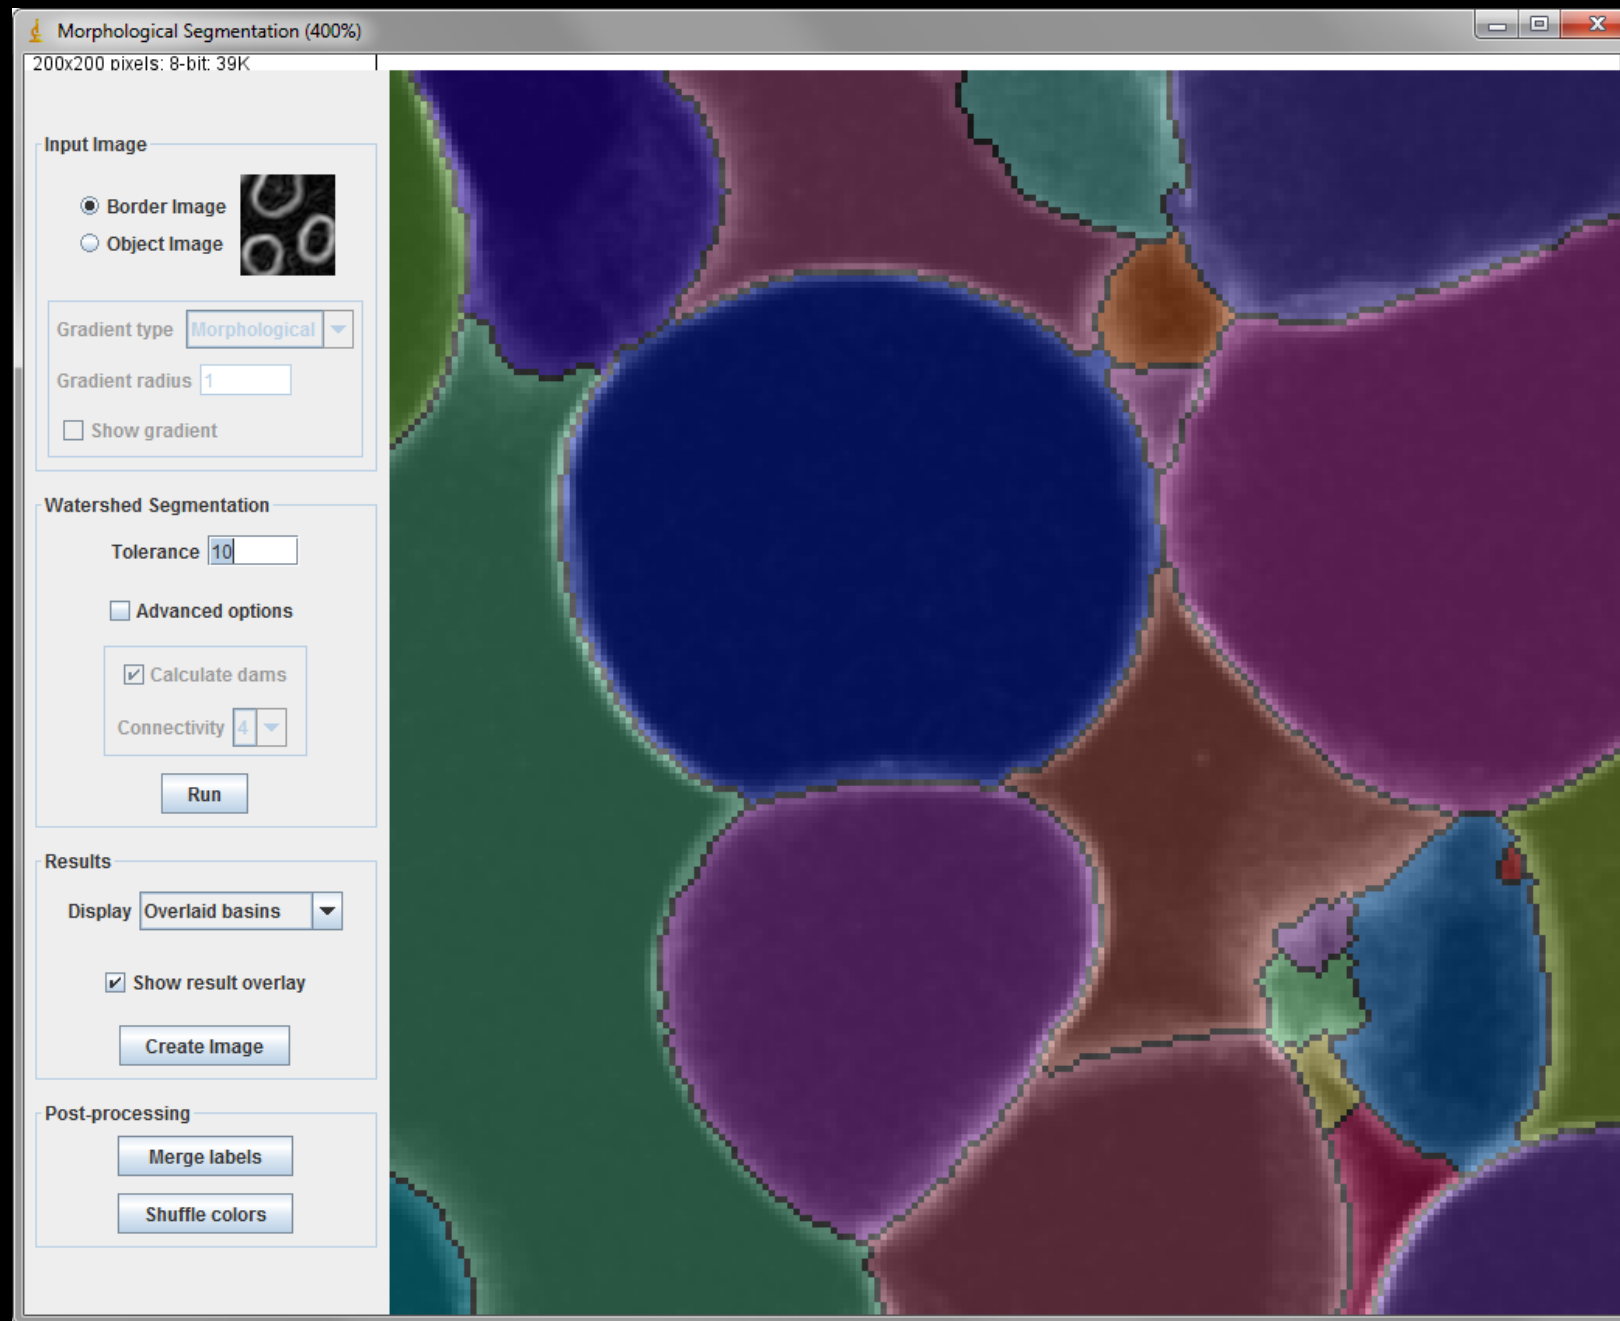 Morphological Segmentation (400%)
200x200 pixels; 8-bit; 39K
Input Image
Border Image
Object Image
Gradient type Morphological
Gradient radius 1
Show gradient
Watershed Segmentation
Tolerance 10
Advanced options
Calculate dams
Connectivity 4
Run
Results
Display Overlaid basins
Show result overlay
Create Image
Post-processing
Merge labels
Shuffle colors